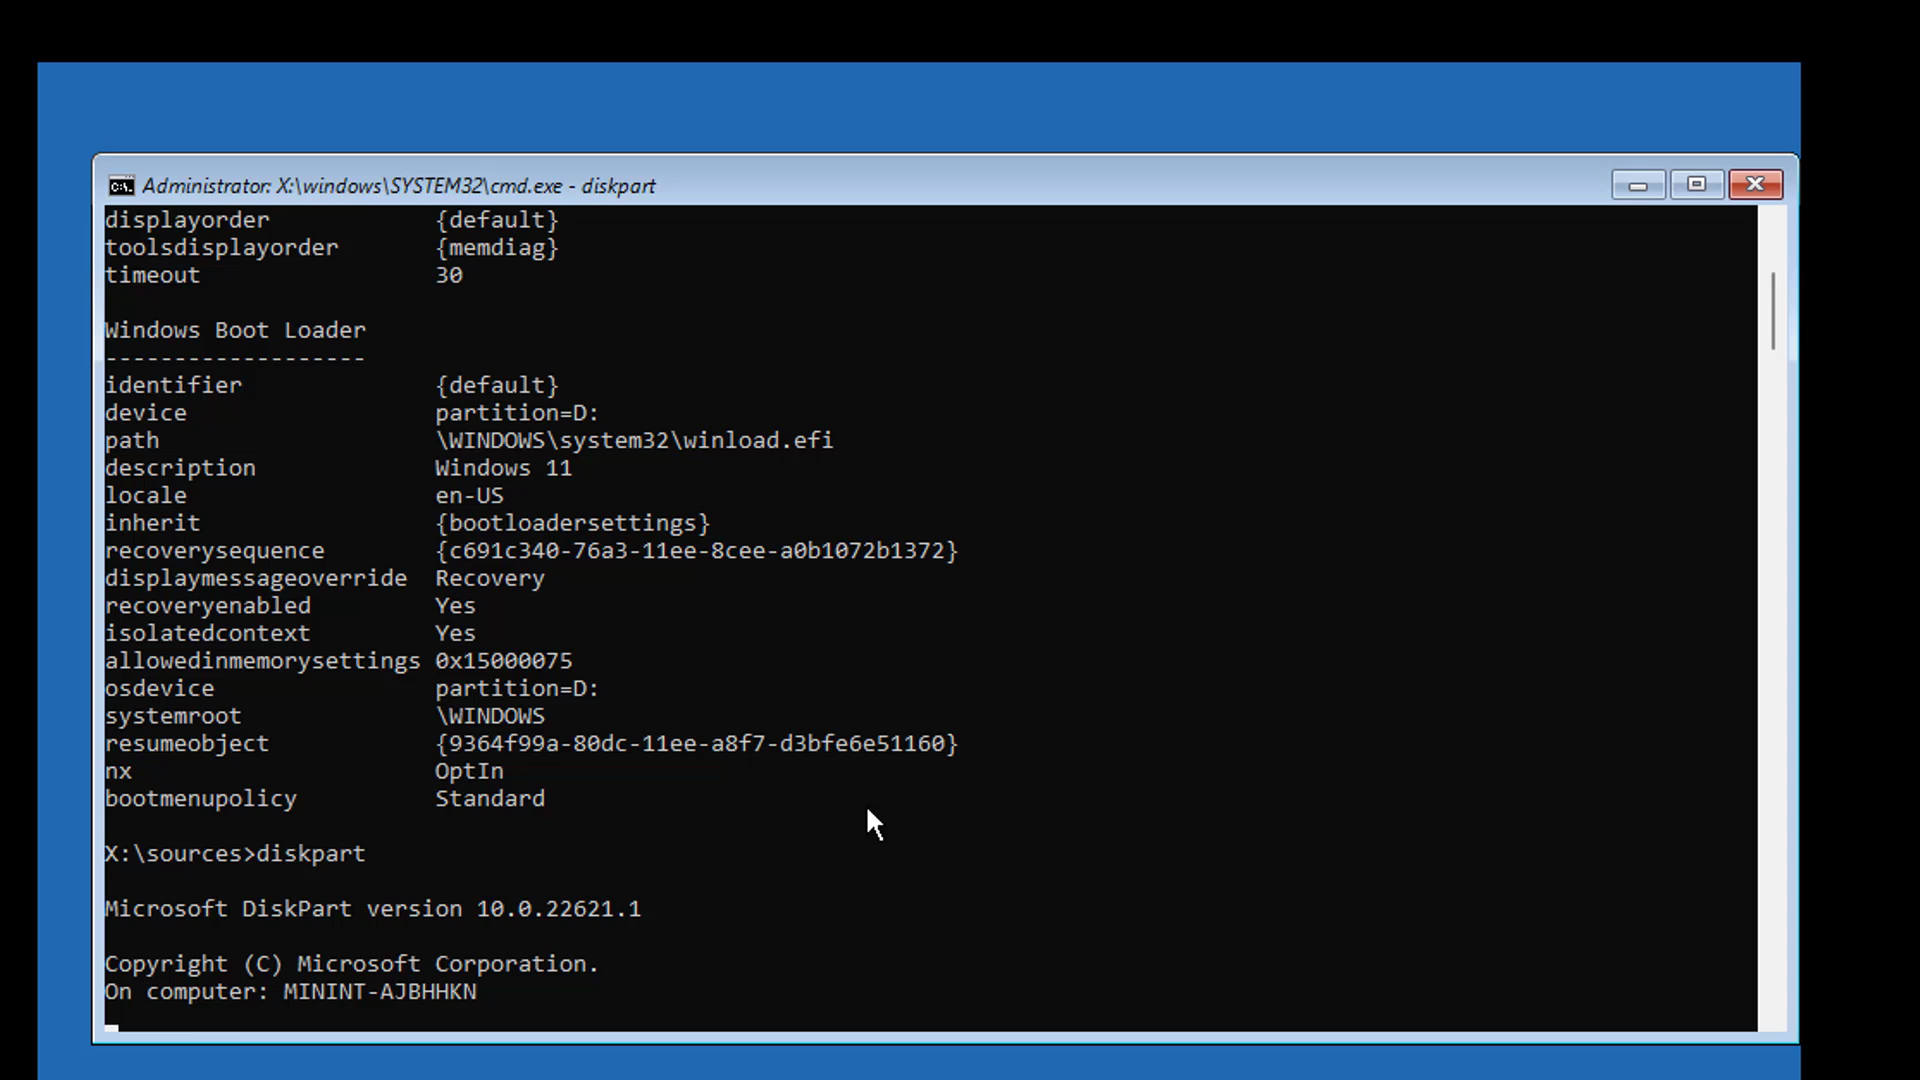 Administrator: X:\windows\SYSTEM32\cmd.exe - diskpart
displayorder            {default}
toolsdisplayorder       {memdiag}
timeout                 30
Windows Boot Loader
-------------------
identifier              {default}
device                  partition=D:
path                    \WINDOWS\system32\winload.efi
description             Windows 11
locale                  en-US
inherit                 {bootloadersettings}
recoverysequence        {c691c340-76a3-11ee-8cee-a0b1072b1372}
displaymessageoverride  Recovery
recoveryenabled         Yes
isolatedcontext         Yes
allowedinmemorysettings 0x15000075
osdevice                partition=D:
systemroot              \WINDOWS
resumeobject            {9364f99a-80dc-11ee-a8f7-d3bfe6e51160}
nx                      OptIn
bootmenupolicy          Standard
X:\sources>diskpart
Microsoft DiskPart version 10.0.22621.1
Copyright (C) Microsoft Corporation.
On computer: MININT-AJBHHKN